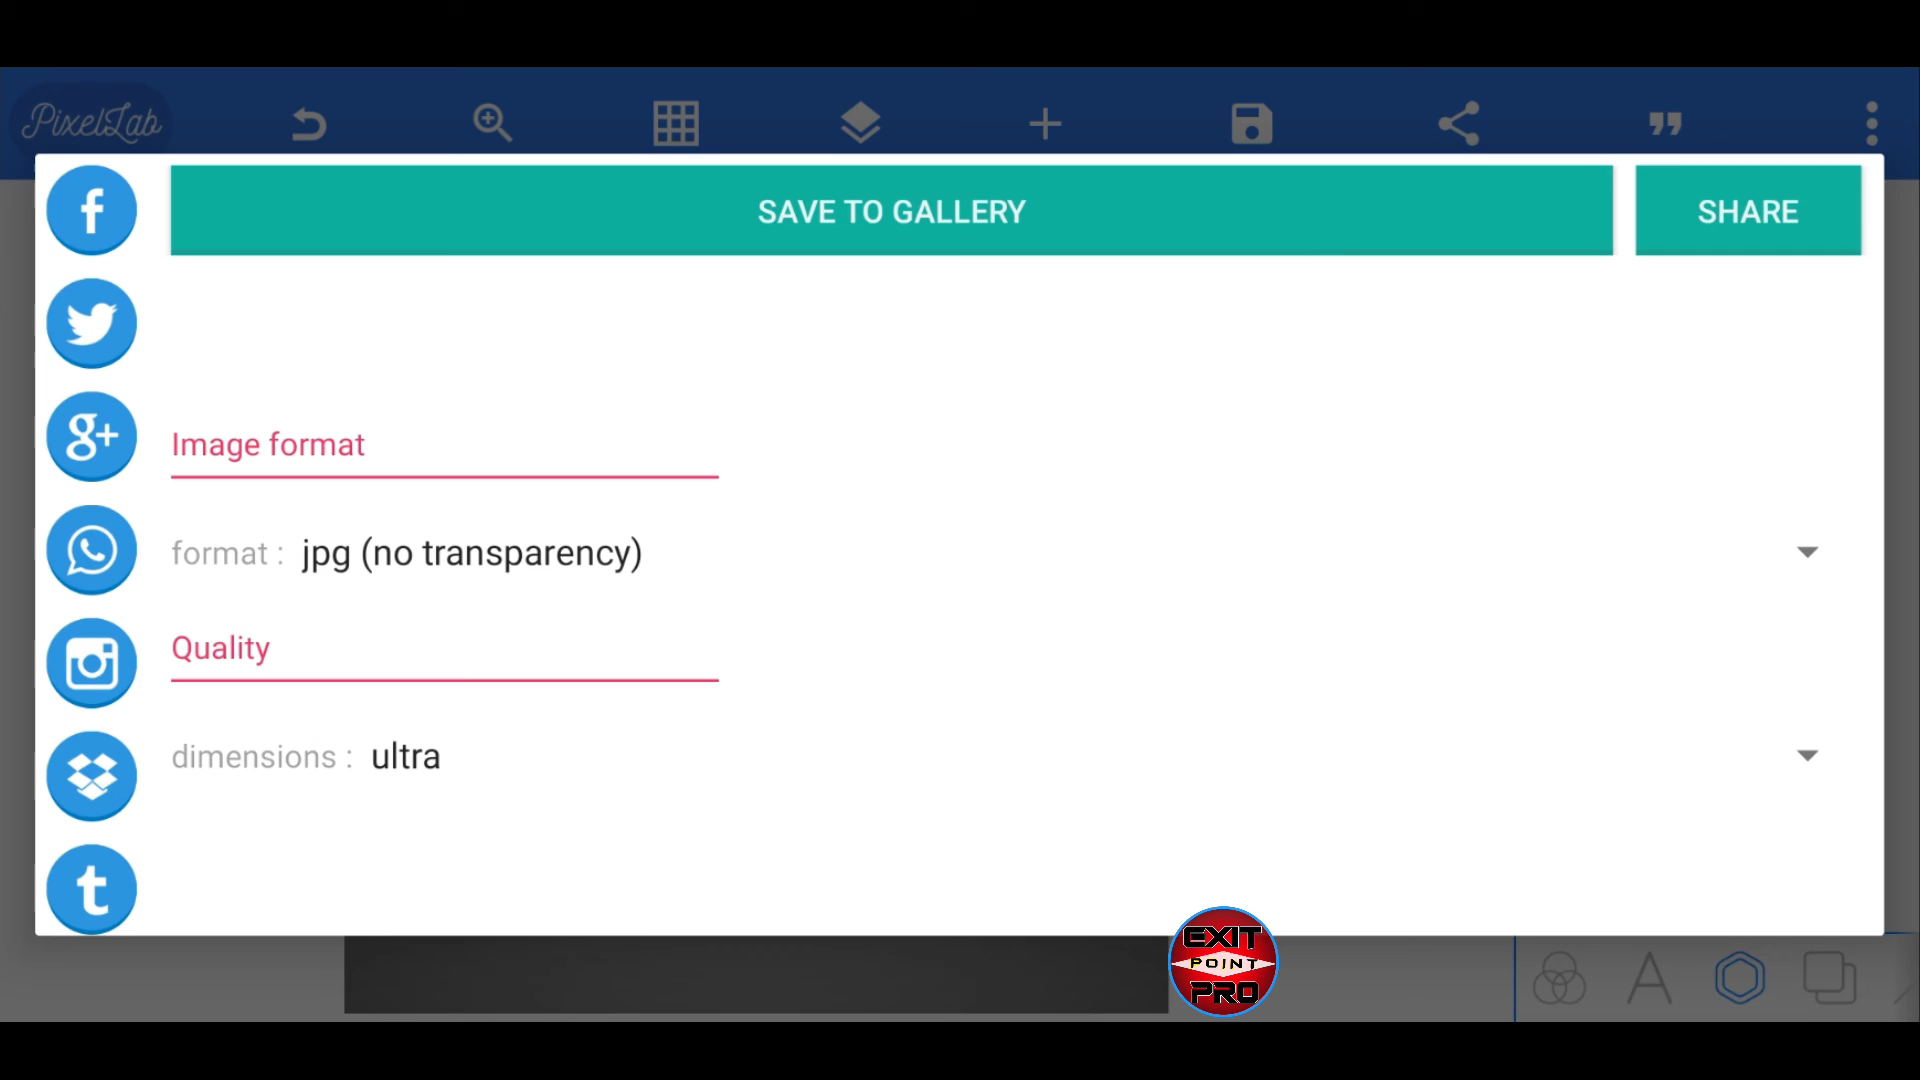 PixelLab
SAVE TO GALLERY
SHARE
Image format
format : jpg (no transparency)
Quality
dimensions : ultra
EXIT
POINT
PRO